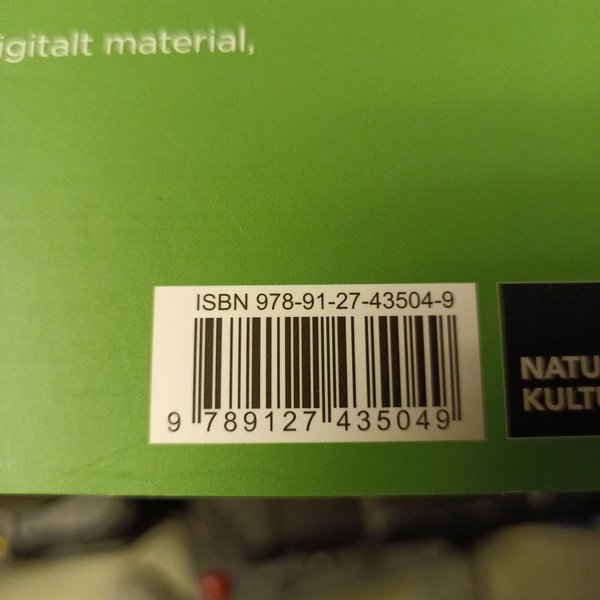 igitalt material,
ISBN 978-91-27-43504-9
9 789127 435049
NATU
KULTU